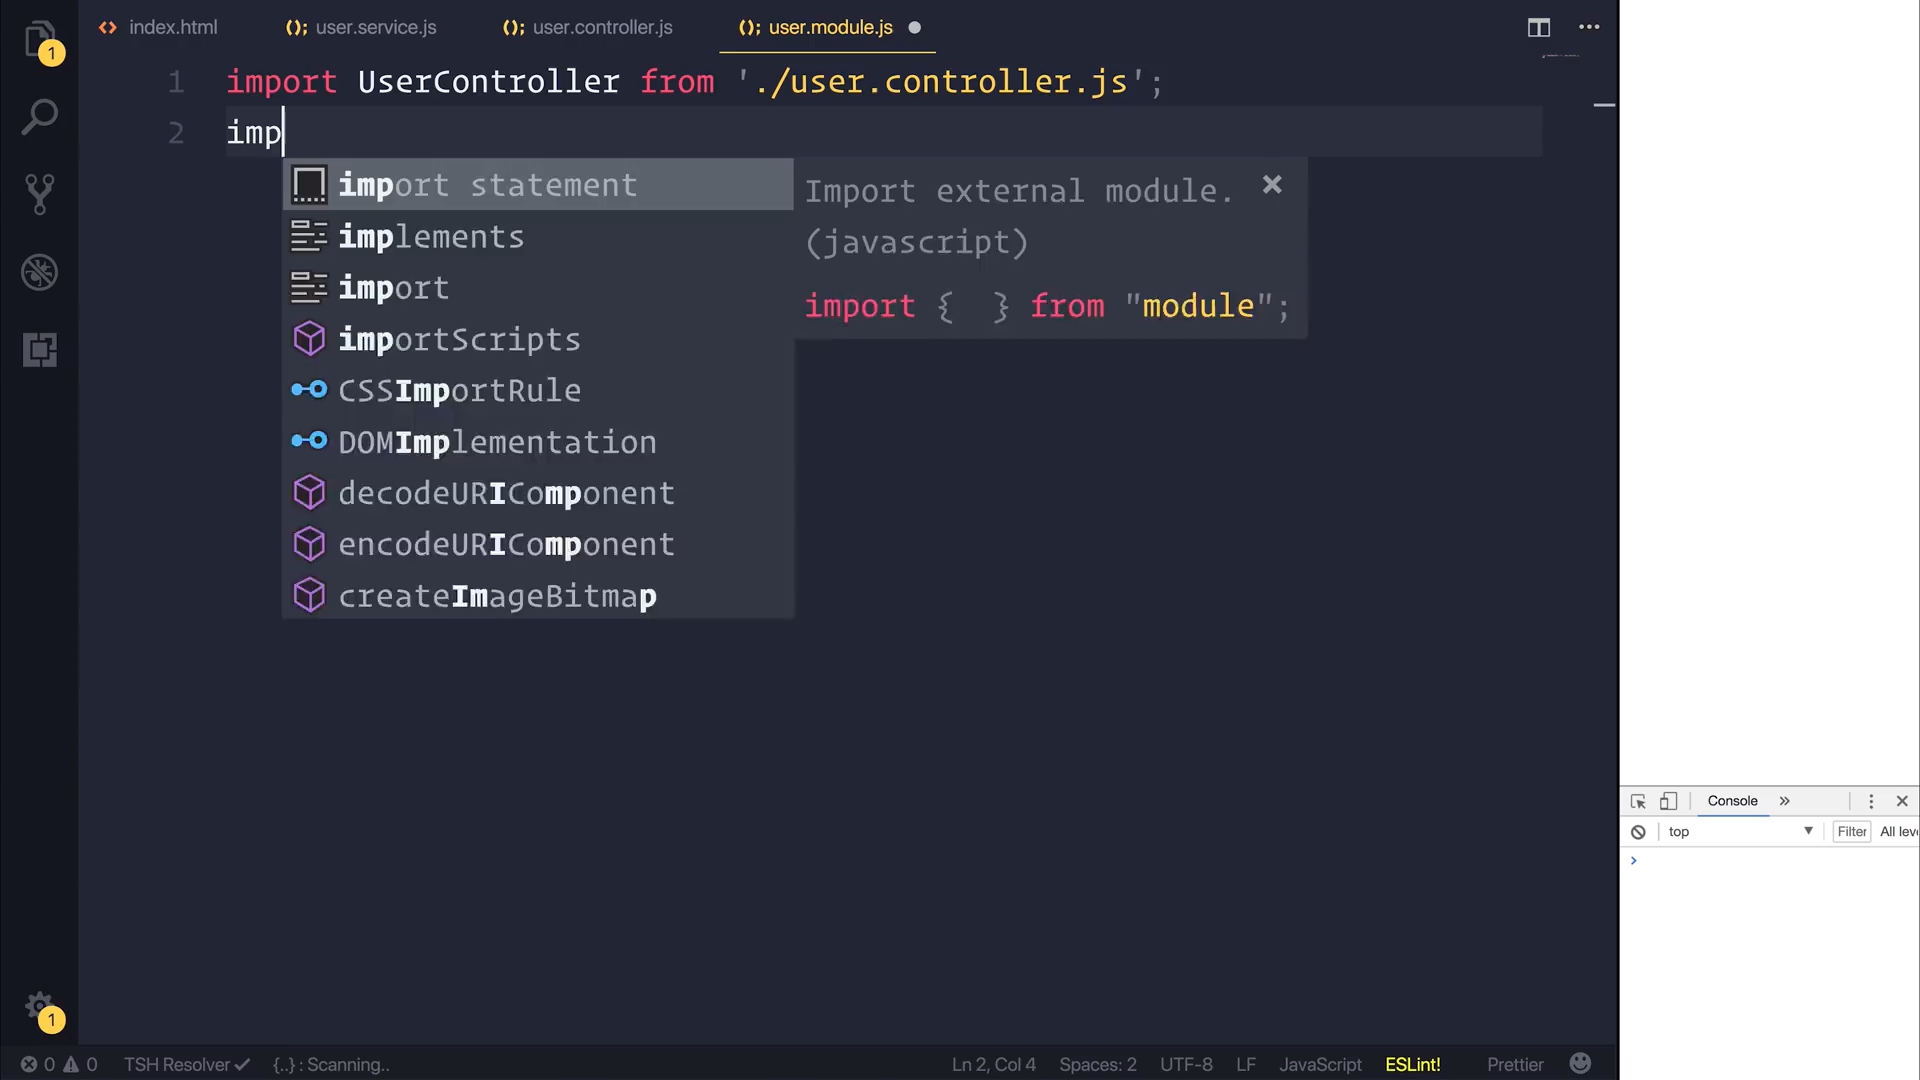 index.html
user.service.js
user.controller.js
user.module.js
1 import UserController from './user.controller.js';
2 imp
import statement
implements
import
importScripts
CSSImportRule
DOMImplementation
decodeURIComponent
encodeURIComponent
createImageBitmap
Import external module.
(javascript)
import { } from "module";
1
1
Console
top
Filter
All leve
0 0 TSH Resolver {..} : Scanning..
Ln 2, Col 4 Spaces: 2 UTF-8 LF JavaScript ESLint! Prettier